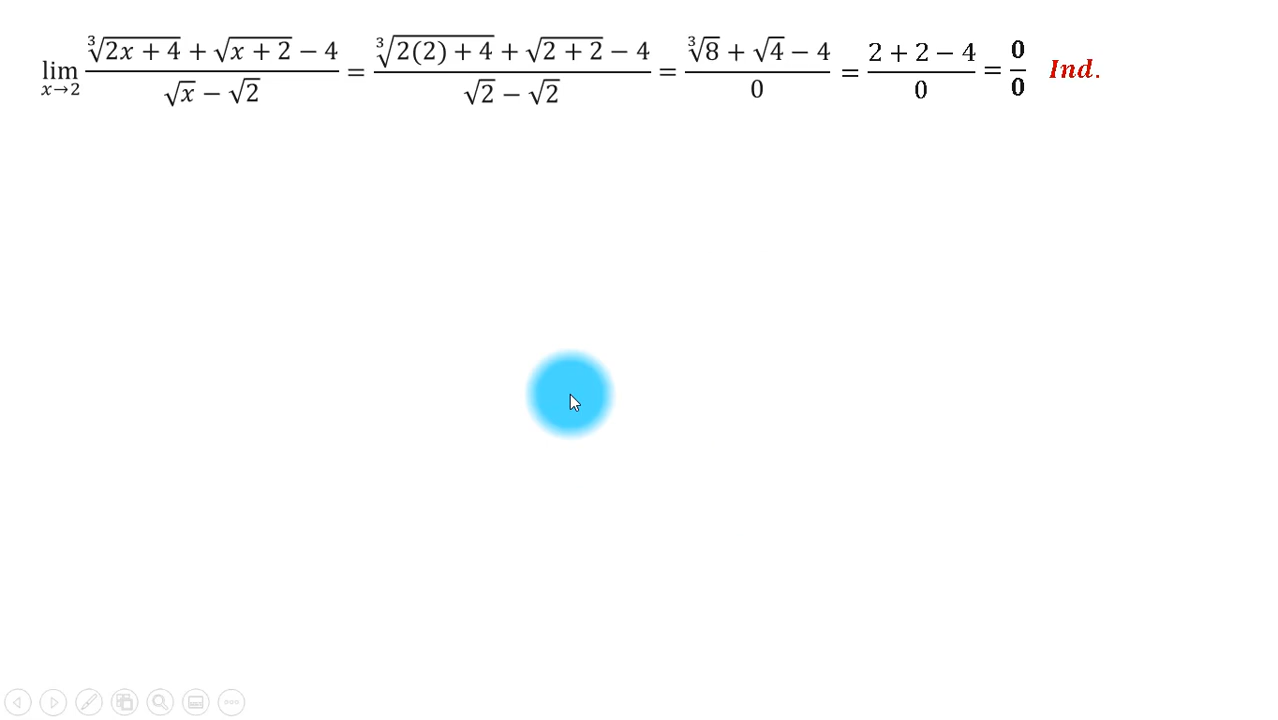 lim x→2 (∛(2x + 4) + √(x + 2) − 4)/(√x − √2) = (∛(2(2) + 4) + √(2 + 2) − 4)/(√2 − √2) = (∛8 + √4 − 4)/0 = (2 + 2 − 4)/0 = 0/0 Ind.